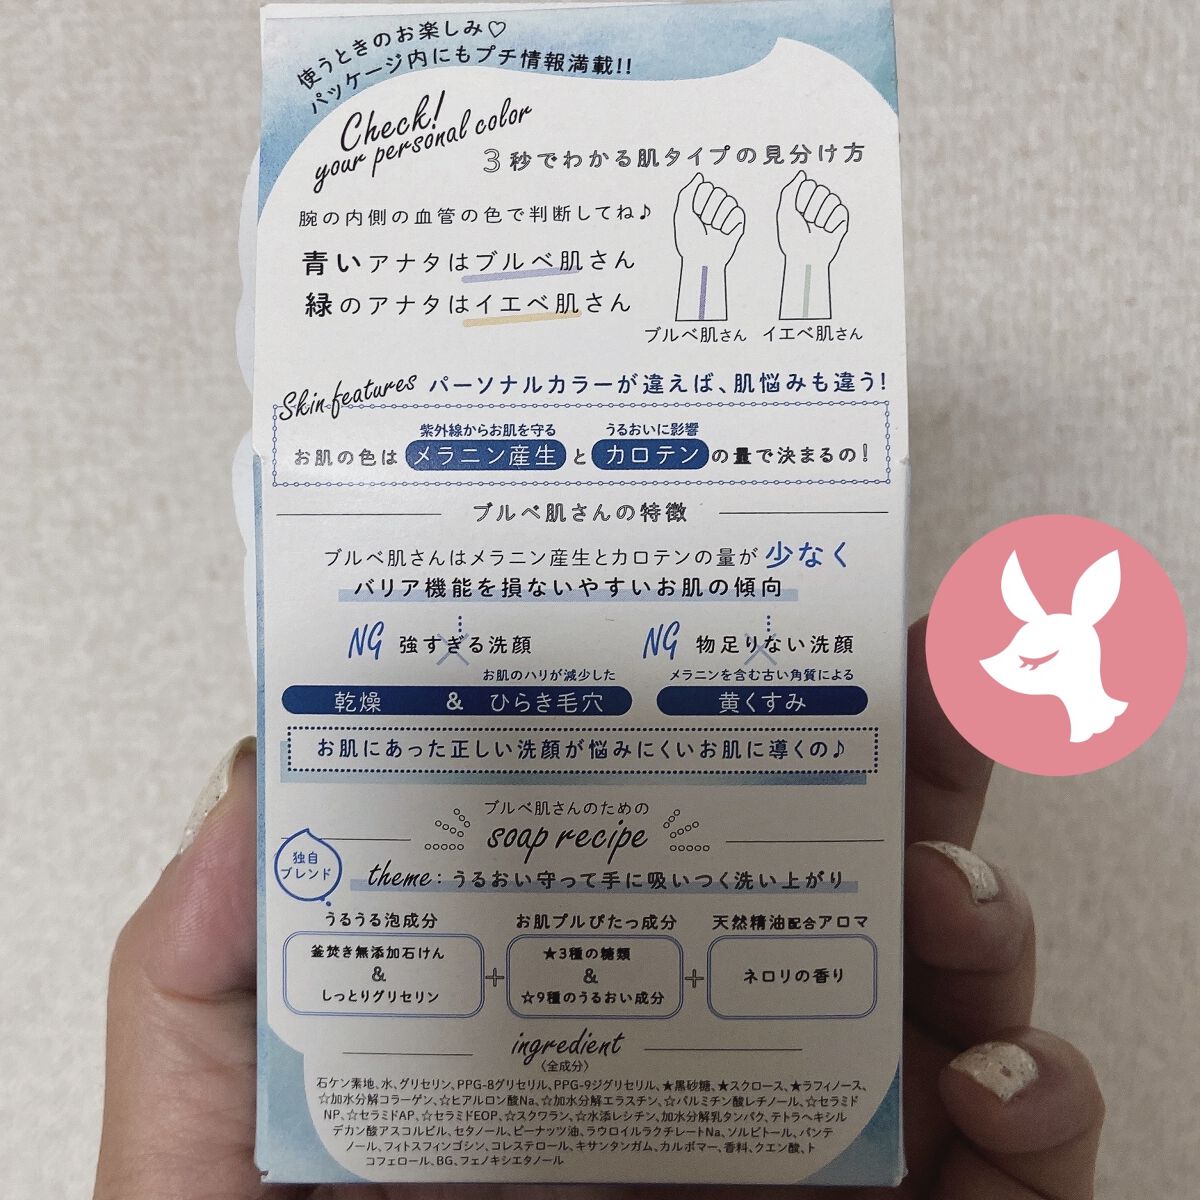 使うときのお楽しみ♡
パッケージ内にもプチ情報満載!!
Check!
your personal color
3秒でわかる肌タイプの見分け方
腕の内側の血管の色で判断してね♪
青いアナタはブルベ肌さん
緑のアナタはイエベ肌さん
ブルベ肌さん イエベ肌さん
Skin features パーソナルカラーが違えば、肌悩みも違う!
紫外線からお肌を守る うるおいに影響
お肌の色はメラニン産生とカロテンの量で決まるの!
ブルベ肌さんの特徴
ブルベ肌さんはメラニン産生とカロテンの量が少なく
バリア機能を損ないやすいお肌の傾向
NG 強すぎる洗顔 NG 物足りない洗顔
お肌のハリが減少した メラニンを含む古い角質による
乾燥 & ひらき毛穴 黄くすみ
お肌にあった正しい洗顔が悩みにくいお肌に導くの♪
ブルベ肌さんのための
soap recipe
独自
ブレンド
theme:うるおい守って手に吸いつく洗い上がり
うるうる泡成分 お肌プルぴたっ成分 天然精油配合アロマ
釜焚き無添加石けん
&
しっとりグリセリン
+
★3種の糖類
&
☆9種のうるおい成分
+
ネロリの香り
ingredient
〈全成分〉
石ケン素地、水、グリセリン、PPG-8グリセリル、PPG-9ジグリセリル、★黒砂糖、★スクロース、★ラフィノース、
☆加水分解コラーゲン、☆ヒアルロン酸Na、☆加水分解エラスチン、☆パルミチン酸レチノール、☆セラミド
NP、☆セラミドAP、☆セラミドEOP、☆スクワラン、☆水添レシチン、加水分解乳タンパク、テトラヘキシル
デカン酸アスコルビル、セタノール、ピーナッツ油、ラウロイルラクチレートNa、ソルビトール、パンテ
ノール、フィトスフィンゴシン、コレステロール、キサンタンガム、カルボマー、香料、クエン酸、ト
コフェロール、BG、フェノキシエタノール